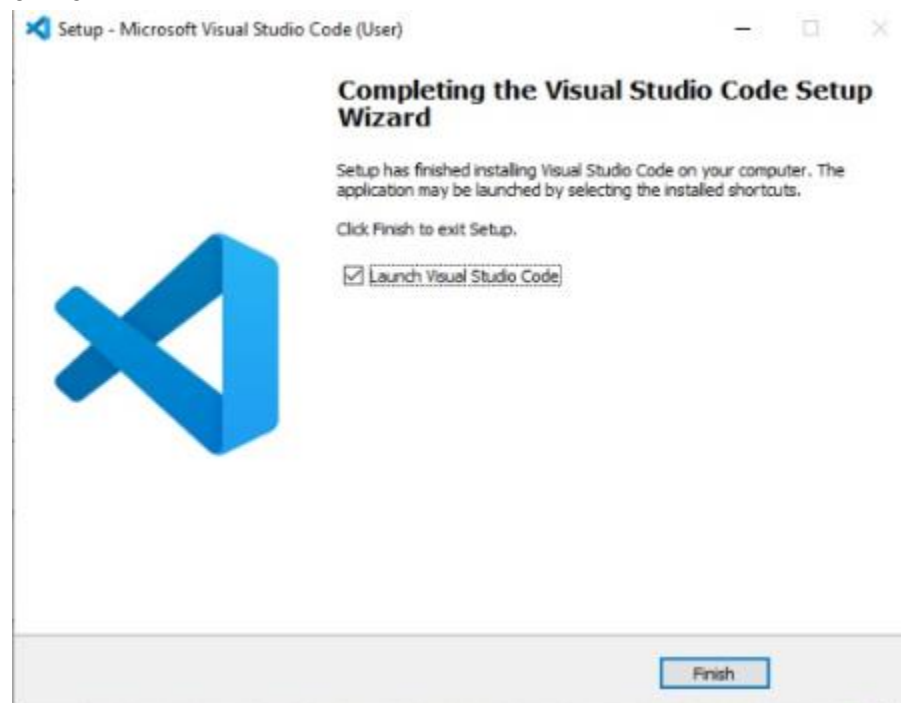 Setup - Microsoft Visual Studio Code (User)
Completing the Visual Studio Code Setup
Wizard
Setup has finished installing Visual Studio Code on your computer. The
application may be launched by selecting the installed shortcuts.
Click Finish to exit Setup.
Launch Visual Studio Code
Finish